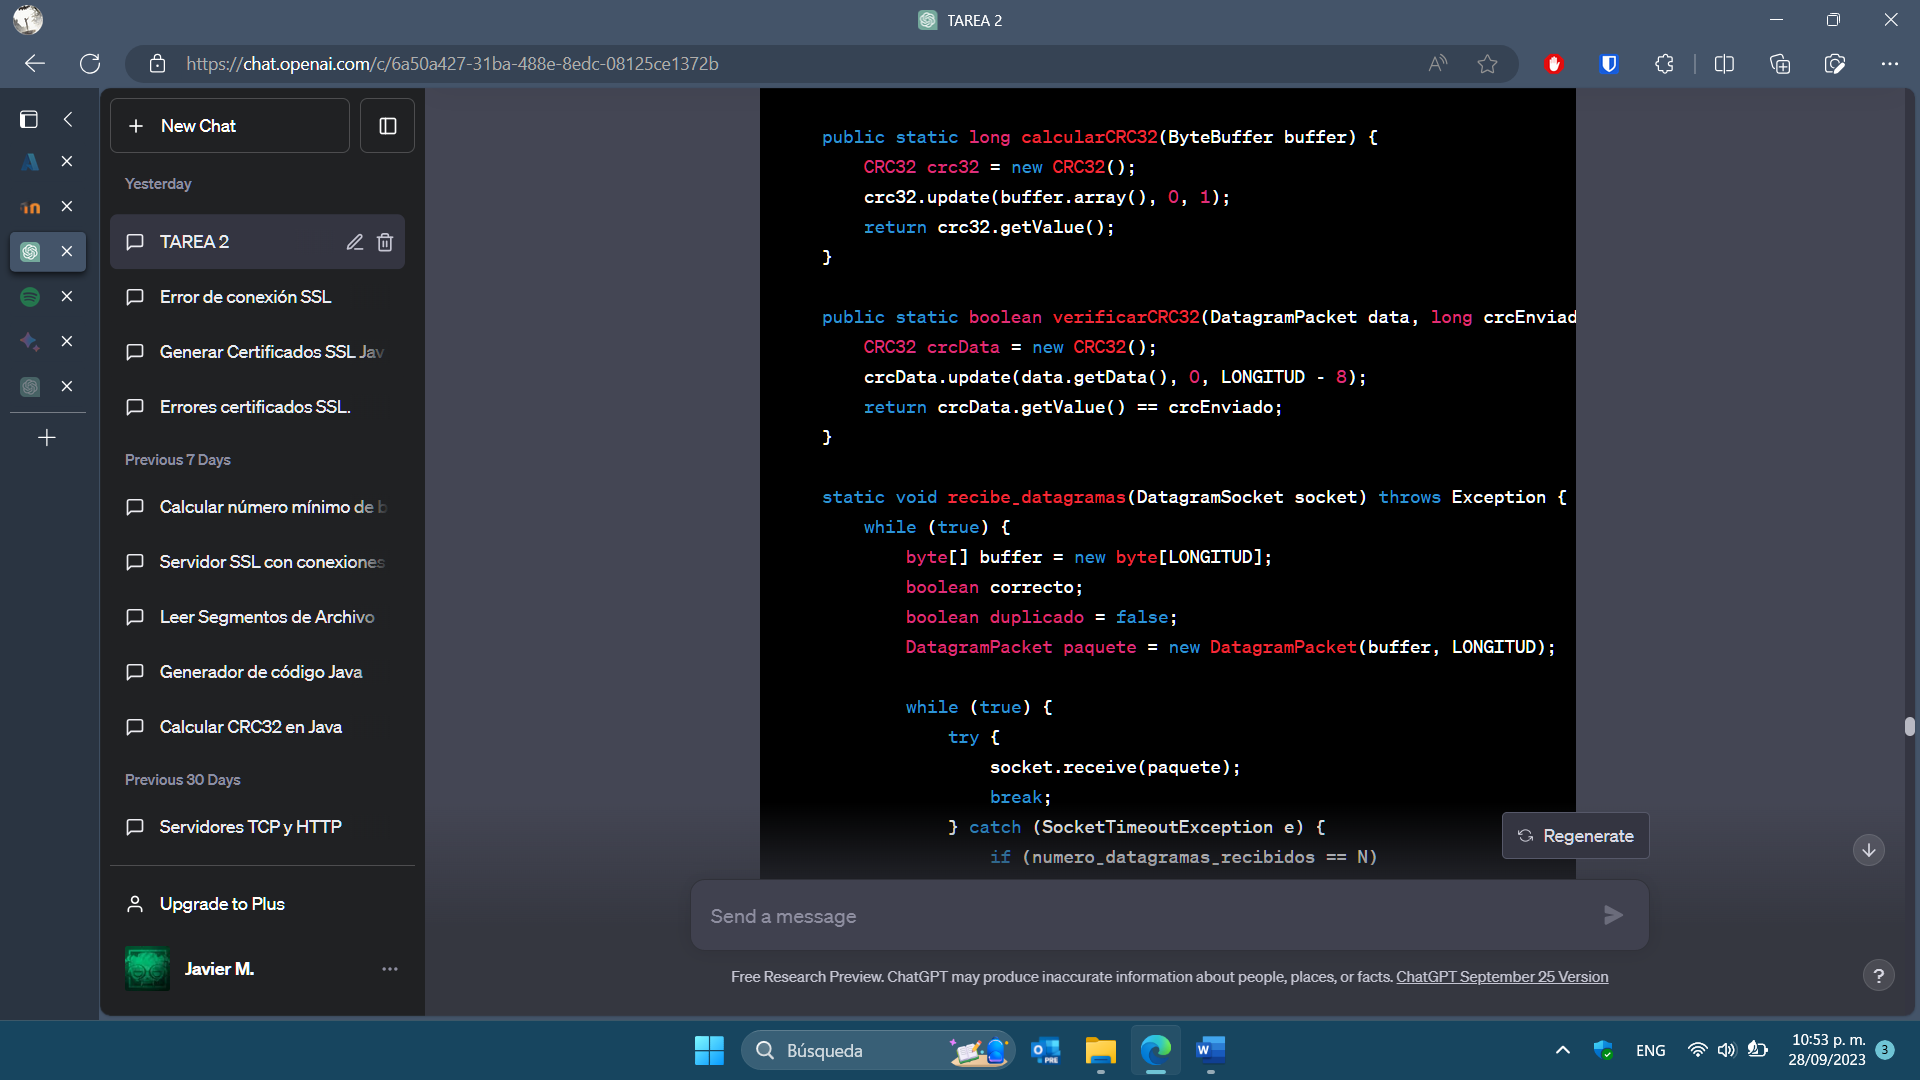 TAREA 2
https://chat.openai.com/c/6a50a427-31ba-488e-8edc-08125ce1372b
New Chat
Yesterday
TAREA 2
Error de conexión SSL
Generar Certificados SSL Jav
Errores certificados SSL.
Previous 7 Days
Calcular número mínimo de b
Servidor SSL con conexiones
Leer Segmentos de Archivo
Generador de código Java
Calcular CRC32 en Java
Previous 30 Days
Servidores TCP y HTTP
Upgrade to Plus
Javier M.
public static long calcularCRC32(ByteBuffer buffer) {
CRC32 crc32 = new CRC32();
crc32.update(buffer.array(), 0, 1);
return crc32.getValue();
}
public static boolean verificarCRC32(DatagramPacket data, long crcEnviad
CRC32 crcData = new CRC32();
crcData.update(data.getData(), 0, LONGITUD - 8);
return crcData.getValue() == crcEnviado;
}
static void recibe_datagramas(DatagramSocket socket) throws Exception {
while (true) {
byte[] buffer = new byte[LONGITUD];
boolean correcto;
boolean duplicado = false;
DatagramPacket paquete = new DatagramPacket(buffer, LONGITUD);
while (true) {
try {
socket.receive(paquete);
break;
} catch (SocketTimeoutException e) {
if (numero_datagramas_recibidos == N)
Regenerate
Send a message
Free Research Preview. ChatGPT may produce inaccurate information about people, places, or facts. ChatGPT September 25 Version
?
Búsqueda
ENG
10:53 p. m.
28/09/2023
3